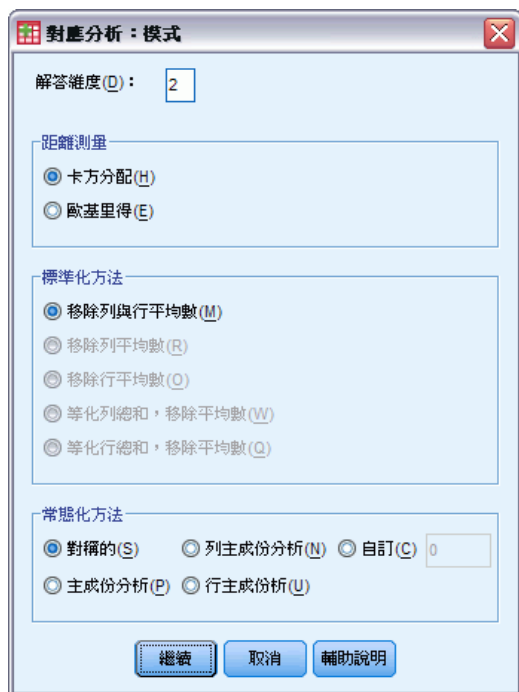 對應分析：模式
解答維度(D)： 2
距離測量
卡方分配(H)
歐基里得(E)
標準化方法
移除列與行平均數(M)
移除列平均數(R)
移除行平均數(O)
等化列總和，移除平均數(W)
等化行總和，移除平均數(Q)
常態化方法
對稱的(S) 列主成份分析(N) 自訂(C) 0
主成份分析(P) 行主成份析(U)
繼續 取消 輔助說明